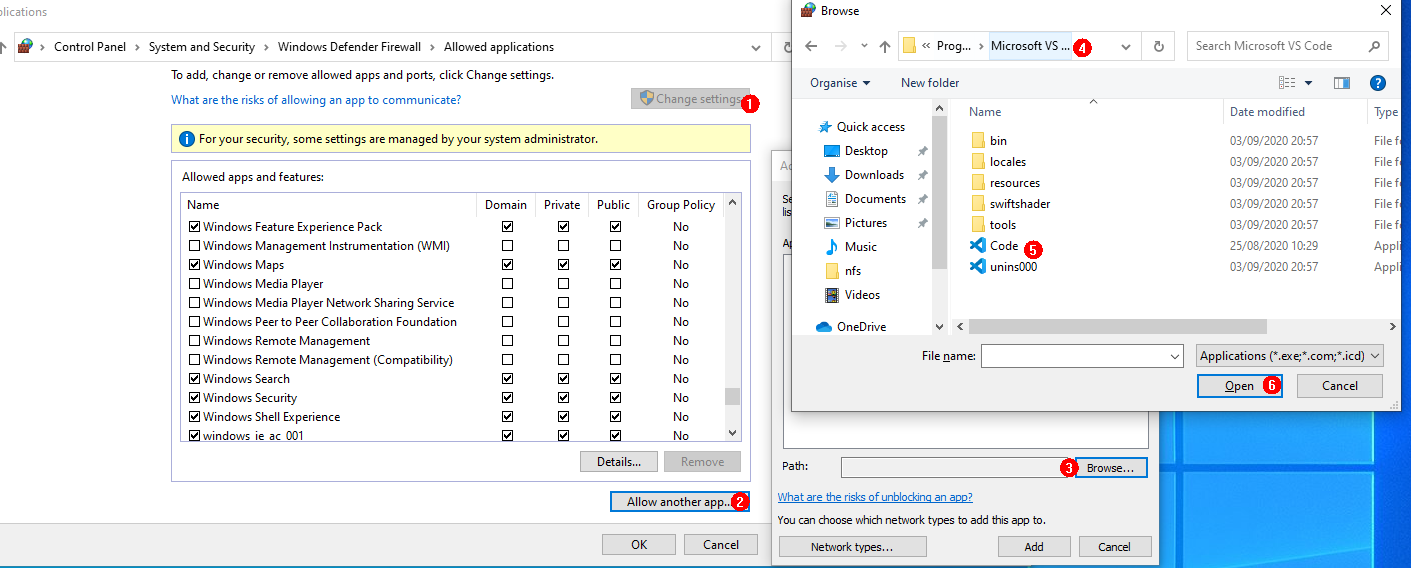 plications
Control Panel > System and Security > Windows Defender Firewall > Allowed applications
To add, change or remove allowed apps and ports, click Change settings.
What are the risks of allowing an app to communicate?
Change settings 1
For your security, some settings are managed by your system administrator.
Allowed apps and features:
Name Domain Private Public Group Policy
Windows Feature Experience Pack No
Windows Management Instrumentation (WMI) No
Windows Maps No
Windows Media Player No
Windows Media Player Network Sharing Service No
Windows Peer to Peer Collaboration Foundation No
Windows Remote Management No
Windows Remote Management (Compatibility) No
Windows Search No
Windows Security No
Windows Shell Experience No
windows_ie_ac_001 No
Details... Remove
Allow another app... 2
OK Cancel
Browse
« Prog... > Microsoft VS ... 4
Search Microsoft VS Code
Organise New folder
Quick access
Desktop
Downloads
Documents
Pictures
Music
nfs
Videos
OneDrive
Name Date modified Type
bin 03/09/2020 20:57 File f
locales 03/09/2020 20:57 File f
resources 03/09/2020 20:57 File f
swiftshader 03/09/2020 20:57 File f
tools 03/09/2020 20:57 File f
Code 5 25/08/2020 10:29 Appli
unins000 03/09/2020 20:57 Appli
File name: Applications (*.exe;*.com;*.icd)
Open 6 Cancel
Path: 3 Browse...
What are the risks of unblocking an app?
You can choose which network types to add this app to.
Network types... Add Cancel